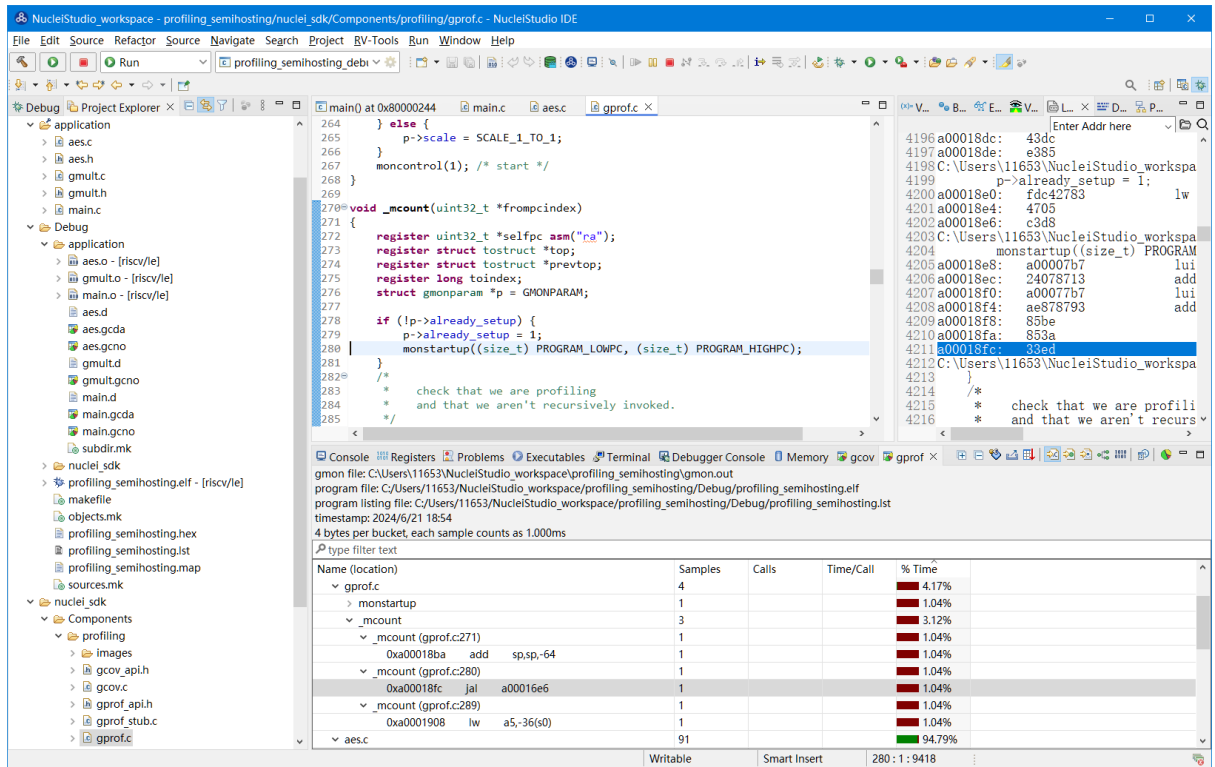 NucleiStudio_workspace - profiling_semihosting/nuclei_sdk/Components/profiling/gprof.c - NucleiStudio IDE
File Edit Source Refactor Source Navigate Search Project RV-Tools Run Window Help
Run
profiling_semihosting_debu
Debug Project Explorer
application
aes.c
aes.h
gmult.c
gmult.h
main.c
Debug
application
aes.o - [riscv/le]
gmult.o - [riscv/le]
main.o - [riscv/le]
aes.d
aes.gcda
aes.gcno
gmult.d
gmult.gcno
main.d
main.gcda
main.gcno
subdir.mk
nuclei_sdk
profiling_semihosting.elf - [riscv/le]
makefile
objects.mk
profiling_semihosting.hex
profiling_semihosting.lst
profiling_semihosting.map
sources.mk
nuclei_sdk
Components
profiling
images
gcov_api.h
gcov.c
gprof_api.h
gprof_stub.c
gprof.c
main() at 0x80000244 main.c aes.c gprof.c
264 } else {
265 p->scale = SCALE_1_TO_1;
266 }
267 moncontrol(1); /* start */
268 }
269
270 void _mcount(uint32_t *frompcindex)
271 {
272 register uint32_t *selfpc asm("ra");
273 register struct tostruct *top;
274 register struct tostruct *prevtop;
275 register long toindex;
276 struct gmonparam *p = GMONPARAM;
277
278 if (!p->already_setup) {
279 p->already_setup = 1;
280 monstartup((size_t) PROGRAM_LOWPC, (size_t) PROGRAM_HIGHPC);
281 }
282 /*
283 * check that we are profiling
284 * and that we aren't recursively invoked.
285 */
V... B... E... V... L... D... P...
Enter Addr here
4196 a00018dc: 43dc
4197 a00018de: e385
4198 C:\Users\11653\NucleiStudio_workspa
4199 p->already_setup = 1;
4200 a00018e0: fdc42783 lw
4201 a00018e4: 4705
4202 a00018e6: c3d8
4203 C:\Users\11653\NucleiStudio_workspa
4204 monstartup((size_t) PROGRAM
4205 a00018e8: a00007b7 lui
4206 a00018ec: 24078713 add
4207 a00018f0: a00077b7 lui
4208 a00018f4: ae878793 add
4209 a00018f8: 85be
4210 a00018fa: 853a
4211 a00018fc: 33ed
4212 C:\Users\11653\NucleiStudio_workspa
4213 }
4214 /*
4215 * check that we are profili
4216 * and that we aren't recurs
Console Registers Problems Executables Terminal Debugger Console Memory gcov gprof
gmon file: C:\Users\11653\NucleiStudio_workspace\profiling_semihosting\gmon.out
program file: C:/Users/11653/NucleiStudio_workspace/profiling_semihosting/Debug/profiling_semihosting.elf
program listing file: C:/Users/11653/NucleiStudio_workspace/profiling_semihosting/Debug/profiling_semihosting.lst
timestamp: 2024/6/21 18:54
4 bytes per bucket, each sample counts as 1.000ms
type filter text
Name (location) Samples Calls Time/Call % Time
gprof.c 4 4.17%
monstartup 1 1.04%
_mcount 3 3.12%
_mcount (gprof.c:271) 1 1.04%
0xa00018ba add sp,sp,-64 1 1.04%
_mcount (gprof.c:280) 1 1.04%
0xa00018fc jal a00016e6 1 1.04%
_mcount (gprof.c:289) 1 1.04%
0xa0001908 lw a5,-36(s0) 1 1.04%
aes.c 91 94.79%
Writable Smart Insert 280 : 1 : 9418